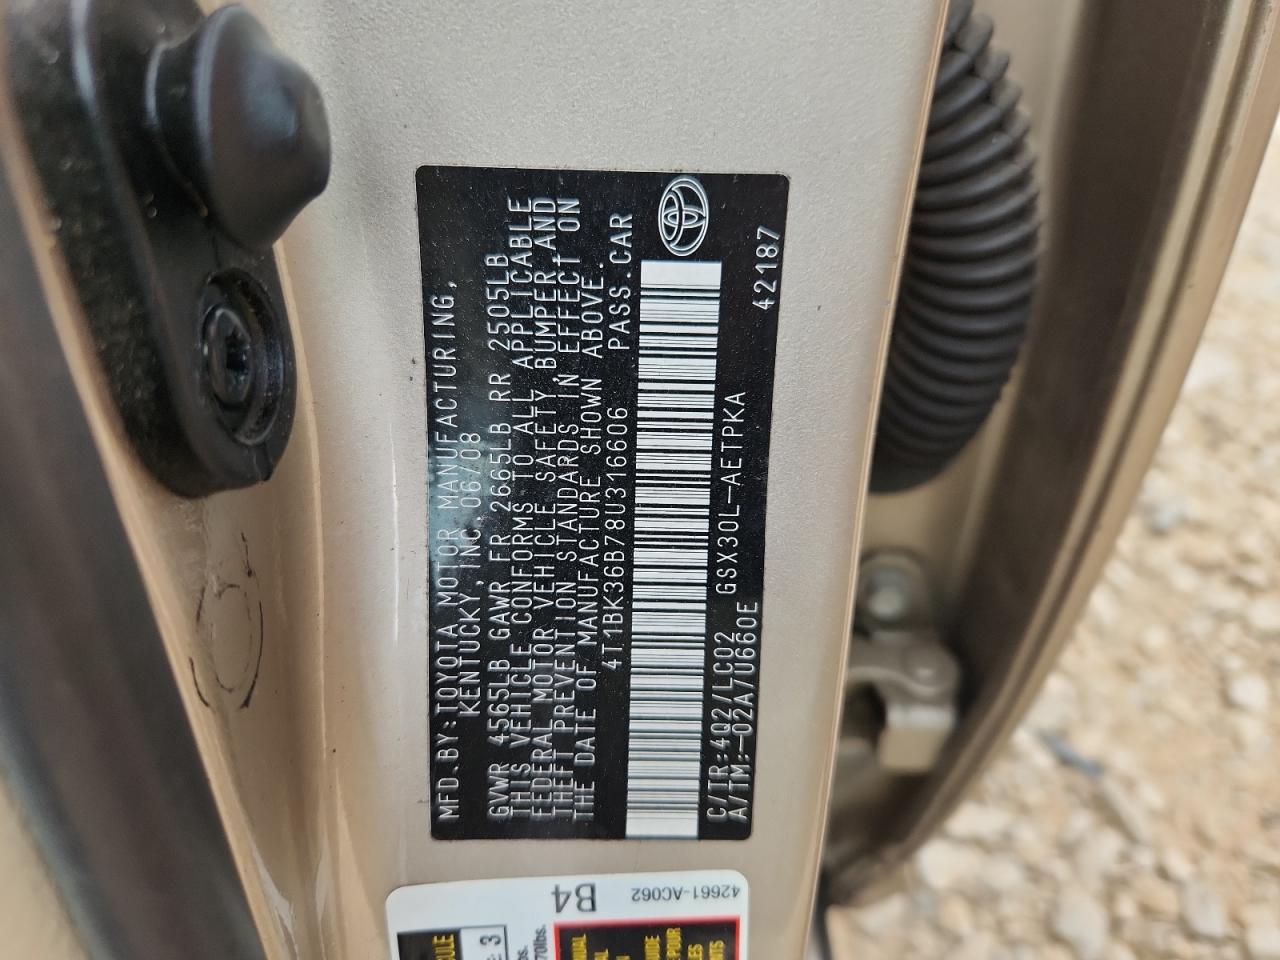 MFD.BY:TOYOTA MOTOR MANUFACTURING,
KENTUCKY, INC. 06/08
GVWR 4565LB GAWR FR 2665LB RR 2505LB
THIS VEHICLE CONFORMS TO ALL APPLICABLE
FEDERAL MOTOR VEHICLE SAFETY, BUMPER,AND
THEFT PREVENTION STANDARDS IN EFFECT ON
THE DATE OF MANUFACTURE SHOWN ABOVE.
4T1BK36B78U316606 PASS.CAR
C/TR:4Q2/LC02 GSX30L-AETPKA
A/TM:-02A/U660E 42187
B4
42661-AC062
3